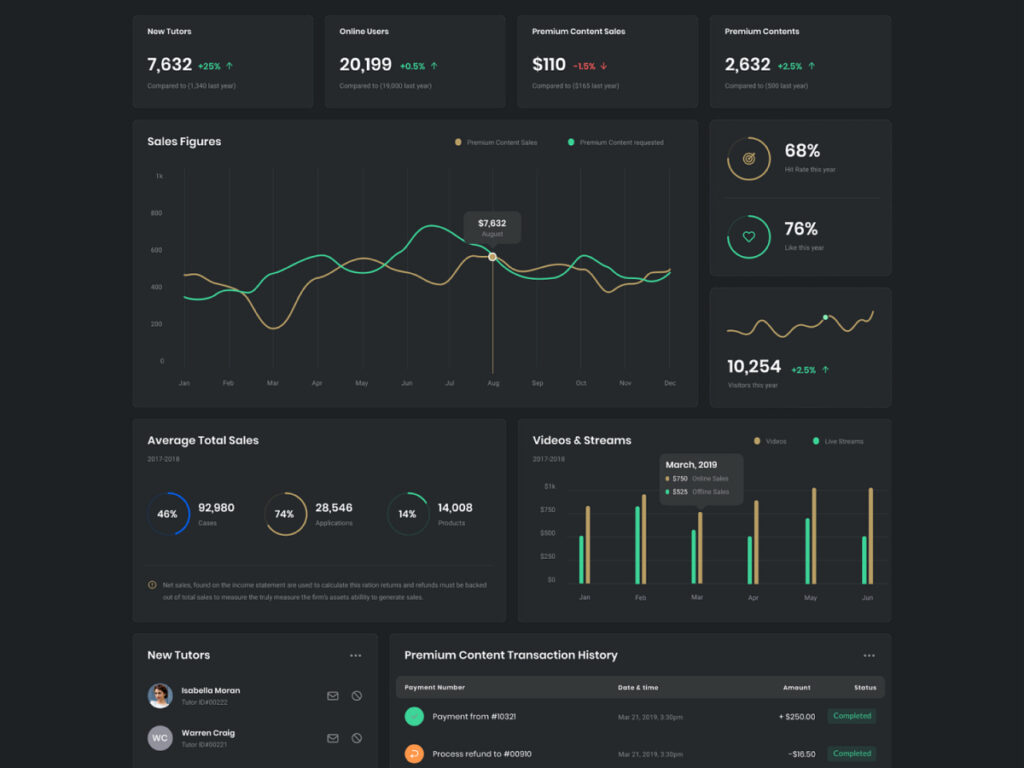 New Tutors
7,632 +25% ↑
Compared to (1,340 last year)
Online Users
20,199 +0.5% ↑
Compared to (19,000 last year)
Premium Content Sales
$110 -1.5% ↓
Compared to ($165 last year)
Premium Contents
2,632 +2.5% ↑
Compared to (500 last year)
Sales Figures
Premium Content Sales
Premium Content requested
1k
800
600
400
200
0
$7,632
August
Jan Feb Mar Apr May Jun Jul Aug Sep Oct Nov Dec
68%
Hit Rate this year
76%
Like this year
10,254 +2.5% ↑
Visitors this year
Average Total Sales
2017-2018
46%
92,980
Cases
74%
28,546
Applications
14%
14,008
Products
Net sales, found on the income statement are used to calculate this ration returns and refunds must be backed
out of total sales to measure the truly measure the firm's assets ability to generate sales.
Videos & Streams
Videos
Live Streams
2017-2018
March, 2019
$750 Online Sales
$525 Offline Sales
$1k
$750
$500
$250
$0
Jan Feb Mar Apr May Jun
New Tutors
Isabella Moran
Tutor ID#00222
WC
Warren Craig
Tutor ID#00221
Premium Content Transaction History
Payment Number Date & time Amount Status
Payment from #10321 Mar 21, 2019, 3:30pm + $250.00 Completed
Process refund to #00910 Mar 21, 2019, 3:30pm -$16.50 Completed